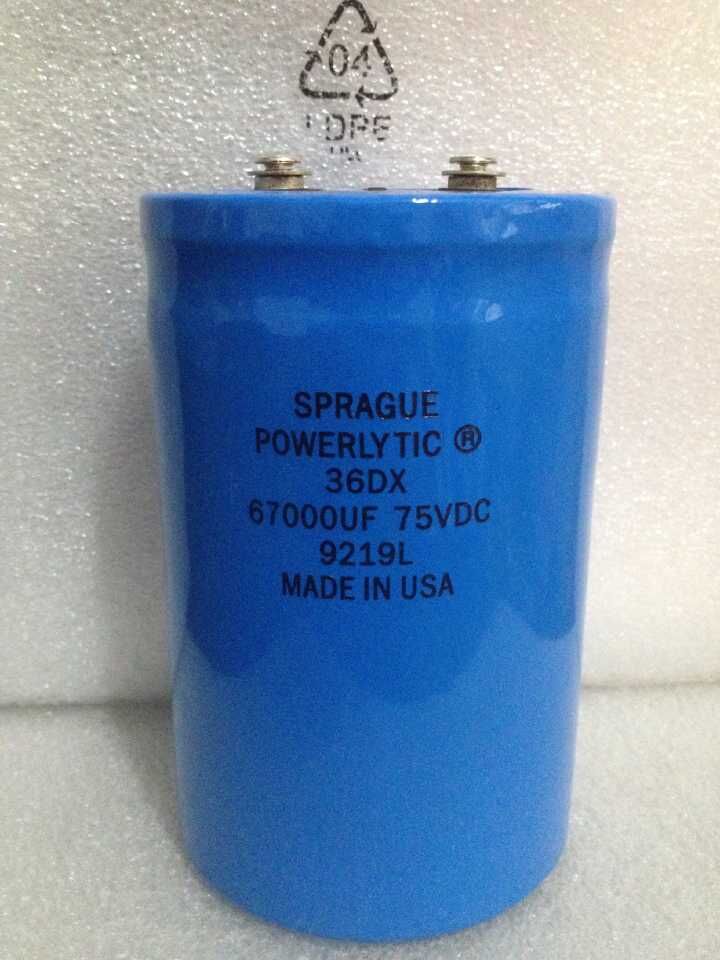 04
SPRAGUE
POWERLYTIC ®
36DX
67000UF 75VDC
9219L
MADE IN USA